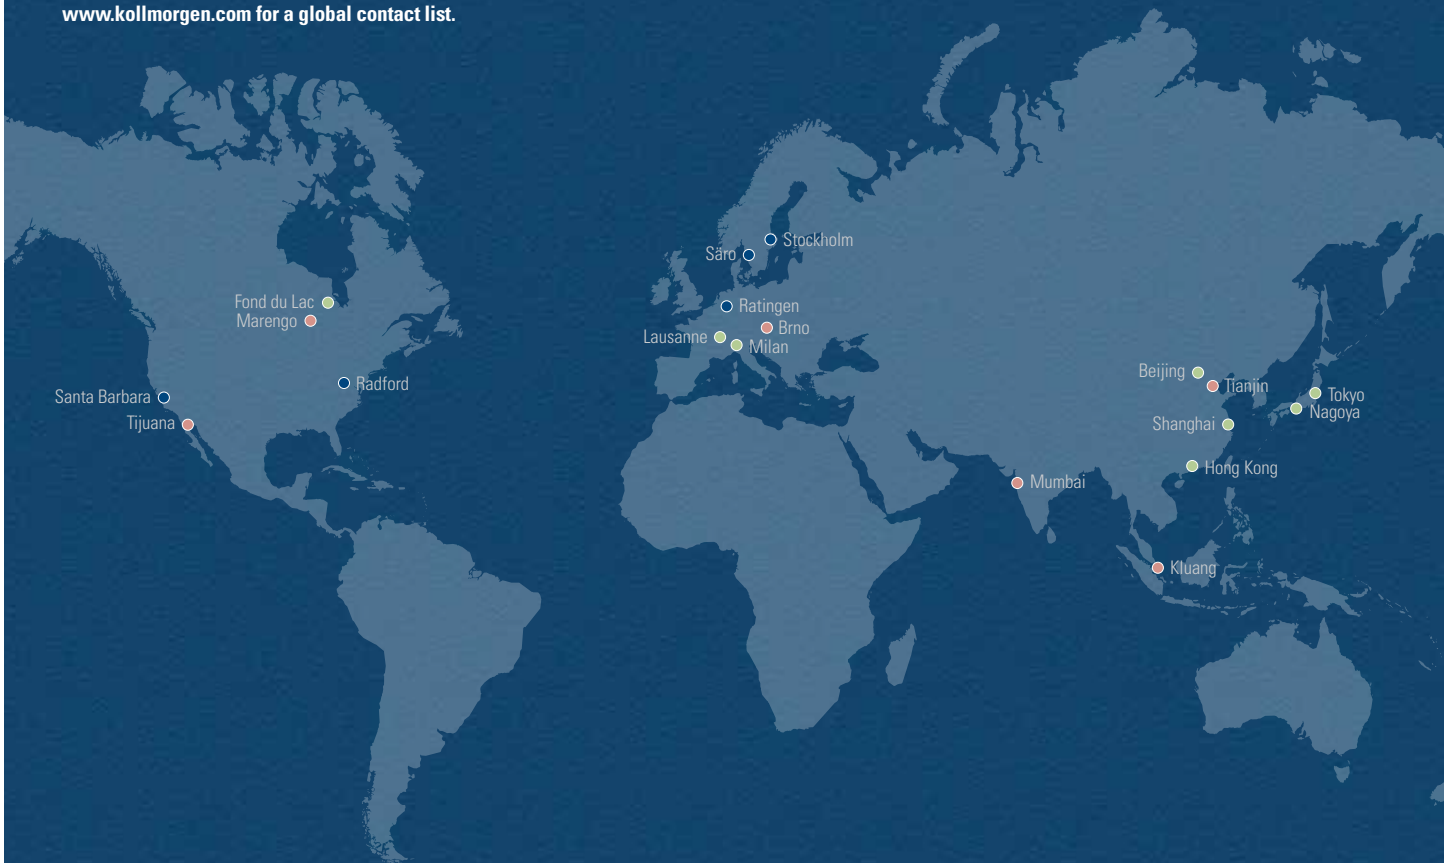 www.kollmorgen.com for a global contact list.
Stockholm
Säro
Fond du Lac
Marengo
Ratingen
Brno
Lausanne
Milan
Radford
Santa Barbara
Tijuana
Beijing
Tianjin
Tokyo
Nagoya
Shanghai
Hong Kong
Mumbai
Kluang